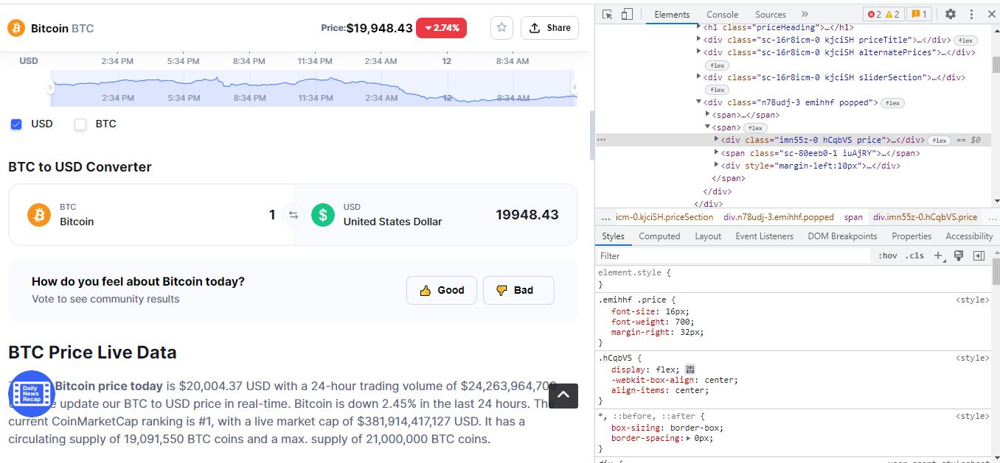 Bitcoin BTC
Price:$19,948.43 2.74%
Share
USD 2:34 PM 5:34 PM 8:34 PM 11:34 PM 2:34 AM 12 8:34 AM
2:34 PM 5:34 PM 8:34 PM 11:34 PM 2:34 AM 12 8:34 AM
USD BTC
BTC to USD Converter
BTC
Bitcoin
1
USD
United States Dollar
19948.43
How do you feel about Bitcoin today?
Vote to see community results
Good
Bad
BTC Price Live Data
Bitcoin price today is $20,004.37 USD with a 24-hour trading volume of $24,263,964,709
update our BTC to USD price in real-time. Bitcoin is down 2.45% in the last 24 hours. The
current CoinMarketCap ranking is #1, with a live market cap of $381,914,417,127 USD. It has a
circulating supply of 19,091,550 BTC coins and a max. supply of 21,000,000 BTC coins.
Daily
News
Recap
Elements Console Sources » 2 2 1
<h1 class="priceHeading">…</h1>
<div class="sc-16r8icm-0 kjciSH priceTitle">…</div> flex
<div class="sc-16r8icm-0 kjciSH alternatePrices">…</div>
flex
<div class="sc-16r8icm-0 kjciSH sliderSection">…</div>
flex
<div class="n78udj-3 emihhf popped"> flex
<span>…</span>
<span> flex
… <div class="imn55z-0 hCqbVS price">…</div> flex == $0
<span class="sc-80eeb0-1 iuAjRY">…</span>
<div style="margin-left:10px">…</div>
</span>
</div>
</div>
… icm-0.kjciSH.priceSection div.n78udj-3.emihhf.popped span div.imn55z-0.hCqbVS.price …
Styles Computed Layout Event Listeners DOM Breakpoints Properties Accessibility
Filter :hov .cls +
element.style {
}
.emihhf .price { <style>
font-size: 16px;
font-weight: 700;
margin-right: 32px;
}
.hCqbVS { <style>
display: flex;
-webkit-box-align: center;
align-items: center;
}
*, ::before, ::after { <style>
box-sizing: border-box;
border-spacing: 0px;
}
div { user agent stylesheet